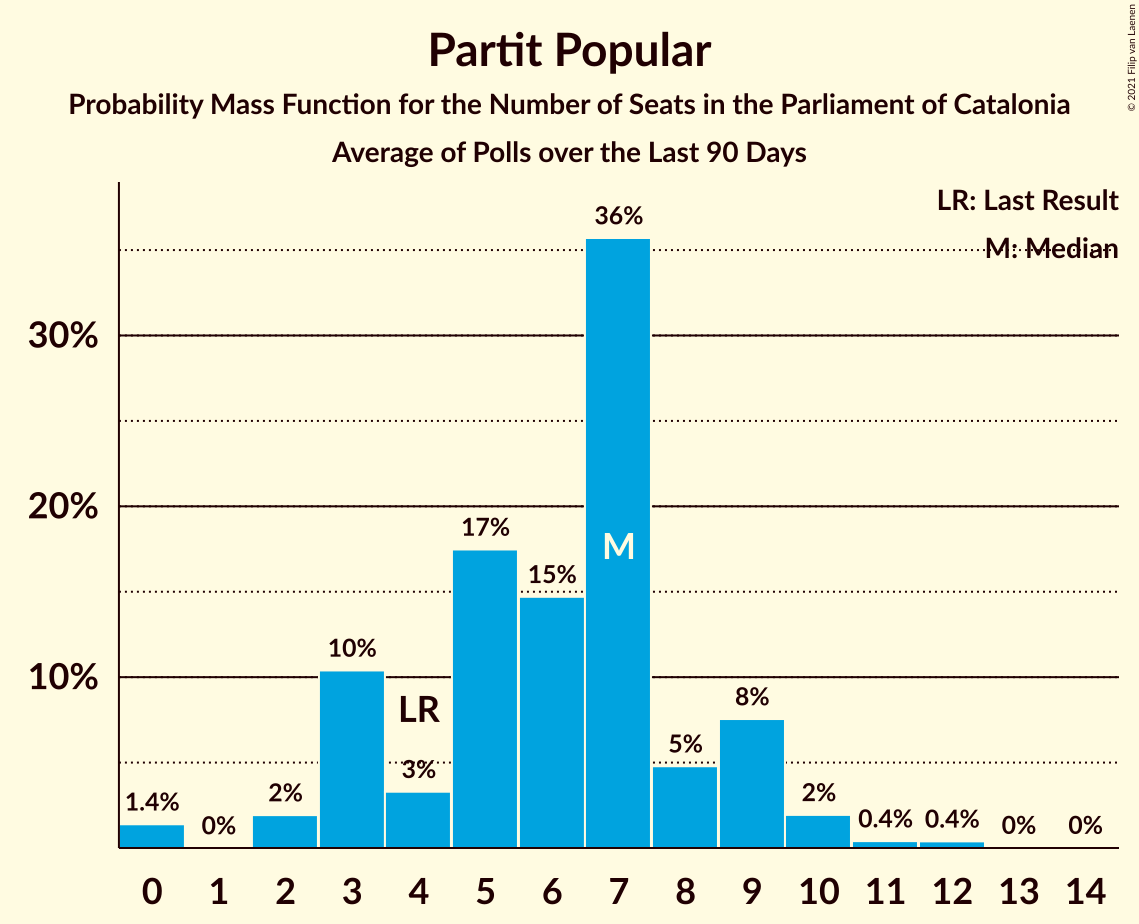 Partit Popular
Probability Mass Function for the Number of Seats in the Parliament of Catalonia
Average of Polls over the Last 90 Days
© 2021 Filip van Laenen
LR: Last Result
M: Median
30%
20%
10%
1.4%
0%
2%
10%
LR
3%
17%
15%
36%
M
5%
8%
2%
0.4%
0.4%
0%
0%
0 1 2 3 4 5 6 7 8 9 10 11 12 13 14